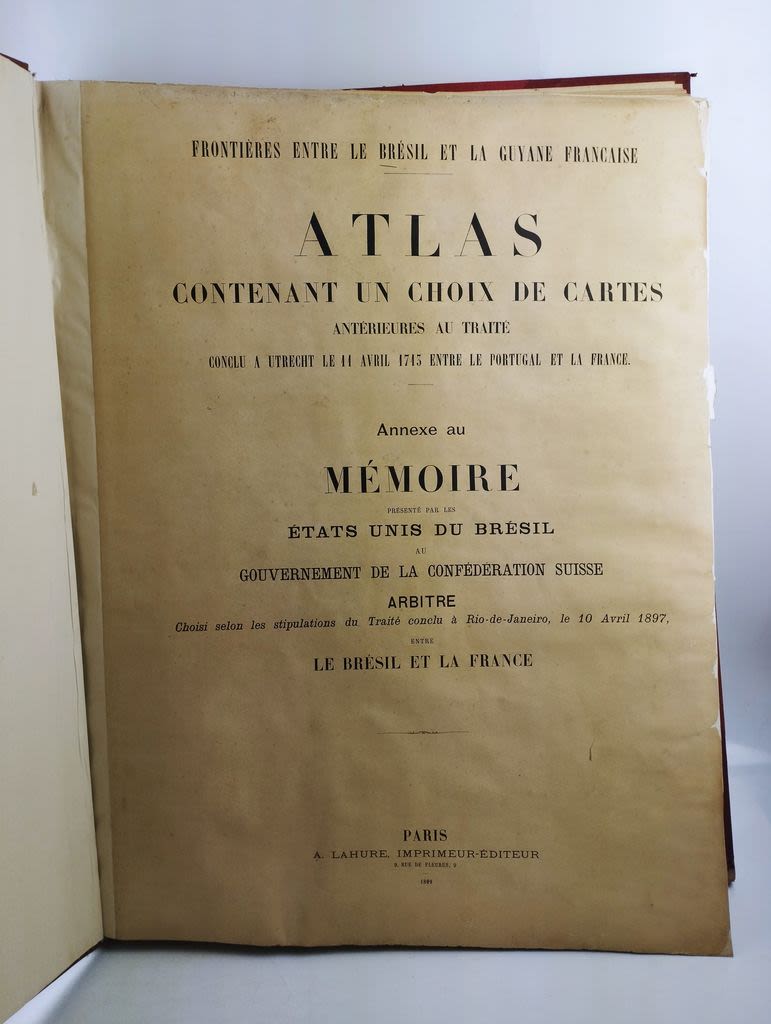 FRONTIÈRES ENTRE LE BRÉSIL ET LA GUYANE FRANCAISE
ATLAS
CONTENANT UN CHOIX DE CARTES
ANTÉRIEURES AU TRAITÉ
CONCLU A UTRECHT LE 11 AVRIL 1713 ENTRE LE PORTUGAL ET LA FRANCE.
Annexe au
MÉMOIRE
PRÉSENTÉ PAR LES
ÉTATS UNIS DU BRÉSIL
AU
GOUVERNEMENT DE LA CONFÉDÉRATION SUISSE
ARBITRE
Choisi selon les stipulations du Traité conclu à Rio-de-Janeiro, le 10 Avril 1897,
ENTRE
LE BRÉSIL ET LA FRANCE
PARIS
A. LAHURE, IMPRIMEUR-ÉDITEUR
9, RUE DE FLEURUS, 9
1899